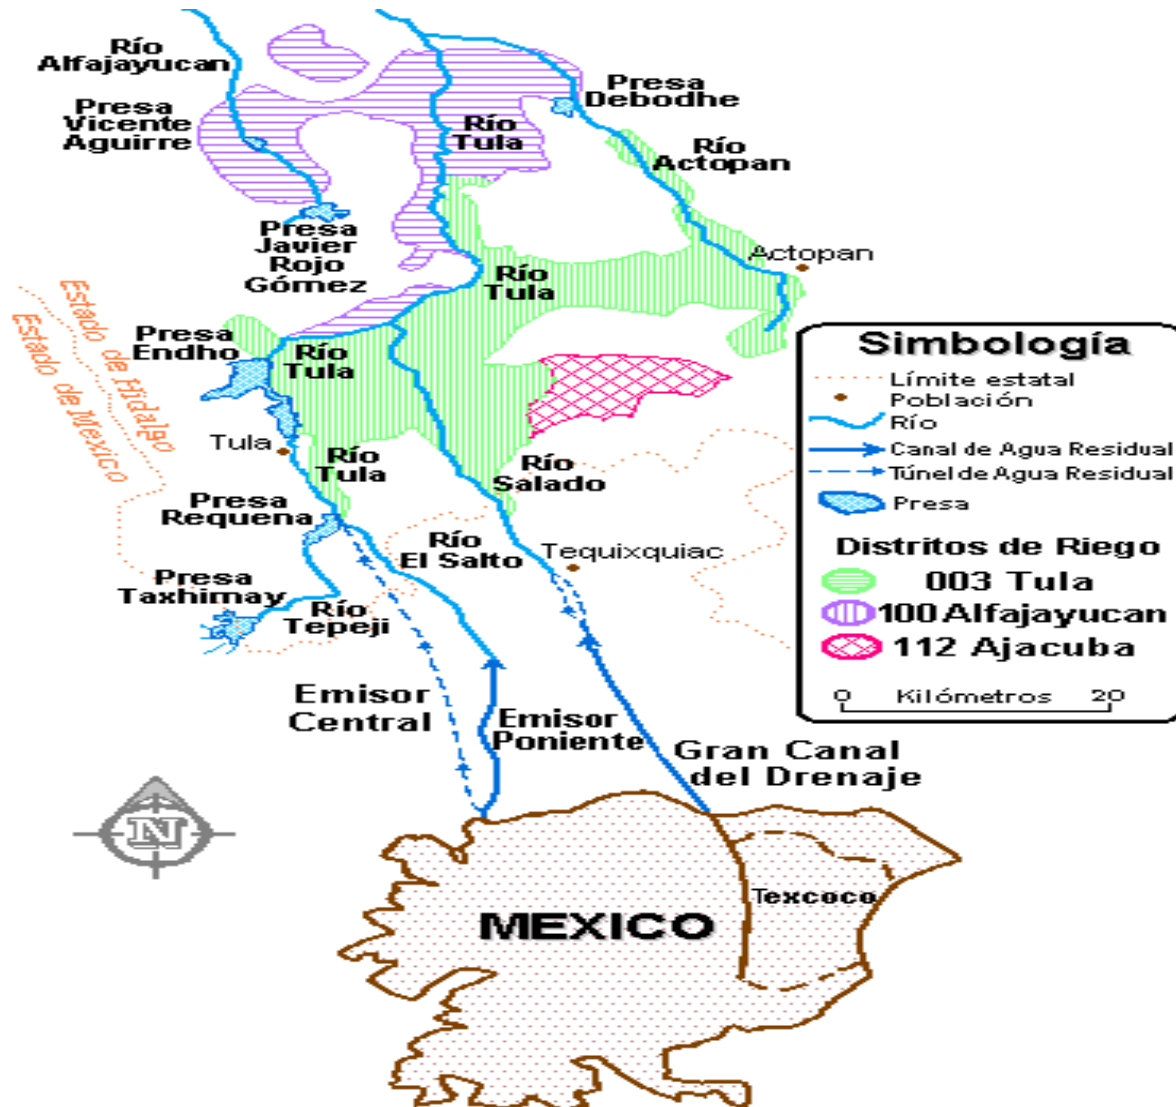 Río
Alfajayucan
Presa
Vicente
Aguirre
Río
Tula
Presa
Debodhe
Río
Actopan
Presa
Javier
Rojo
Gómez
Río
Tula
Actopan
Estado de Hidalgo
Estado de Mexico
Presa
Endho
Río
Tula
Tula
Río
Tula
Río
Salado
Presa
Requena
Río
El Salto
Tequixquiac
Presa
Taxhimay
Río
Tepeji
Emisor
Central
Emisor
Poniente
Gran Canal
del Drenaje
N
Texcoco
MEXICO
Simbología
Límite estatal
Población
Río
Canal de Agua Residual
Túnel de Agua Residual
Presa
Distritos de Riego
003 Tula
100 Alfajayucan
112 Ajacuba
0 Kilómetros 20